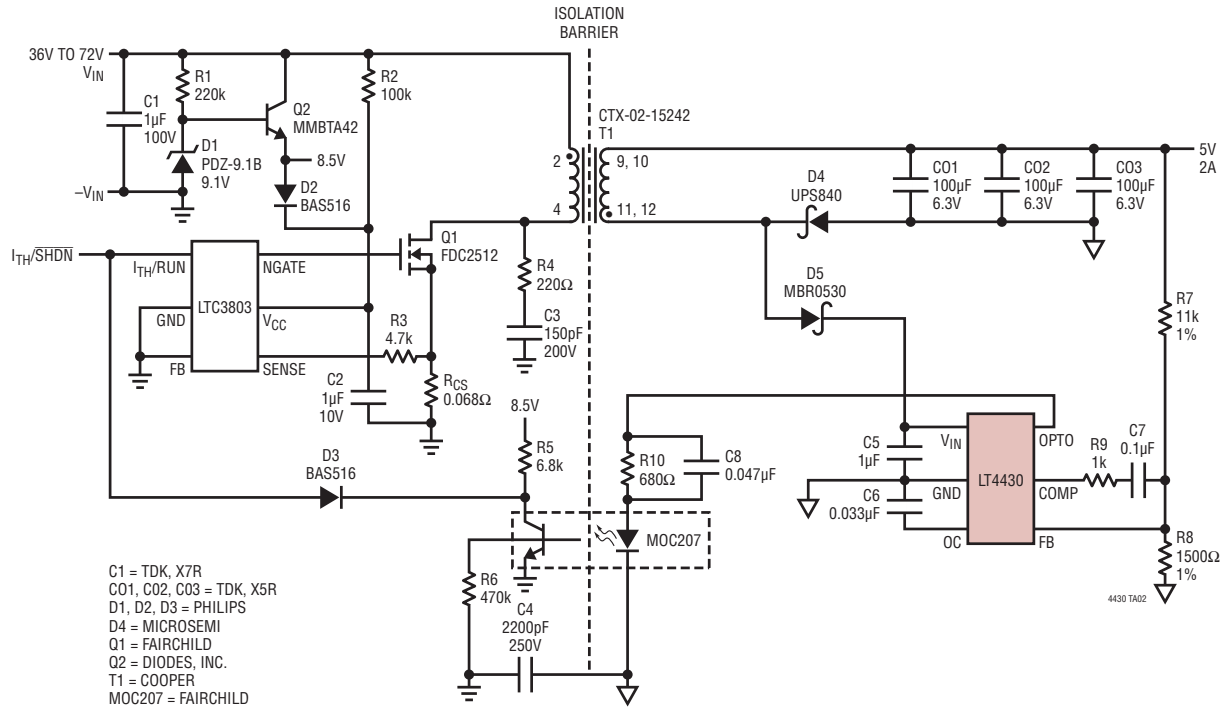 ISOLATION
BARRIER
36V TO 72V
VIN
–VIN
C1
1µF
100V
R1
220k
D1
PDZ-9.1B
9.1V
Q2
MMBTA42
8.5V
D2
BAS516
R2
100k
CTX-02-15242
T1
2
4
9, 10
11, 12
D4
UPS840
CO1
100µF
6.3V
CO2
100µF
6.3V
CO3
100µF
6.3V
5V
2A
ITH/SHDN
ITH/RUN
NGATE
LTC3803
GND
VCC
FB
SENSE
Q1
FDC2512
R3
4.7k
R4
220Ω
C3
150pF
200V
C2
1µF
10V
RCS
0.068Ω
D5
MBR0530
R7
11k
1%
8.5V
R5
6.8k
D3
BAS516
R10
680Ω
C8
0.047µF
C5
1µF
C6
0.033µF
VIN
OPTO
LT4430
GND
COMP
OC
FB
R9
1k
C7
0.1µF
R8
1500Ω
1%
MOC207
R6
470k
C4
2200pF
250V
4430 TA02
C1 = TDK, X7R
CO1, C02, C03 = TDK, X5R
D1, D2, D3 = PHILIPS
D4 = MICROSEMI
Q1 = FAIRCHILD
Q2 = DIODES, INC.
T1 = COOPER
MOC207 = FAIRCHILD